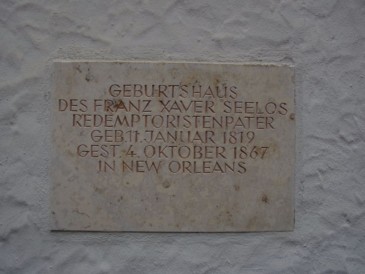 GEBURTSHAUS
DES FRANZ XAVER SEELOS
REDEMPTORISTENPATER
GEB 11. JANUAR 1819
GEST 4. OKTOBER 1867
IN NEW ORLEANS